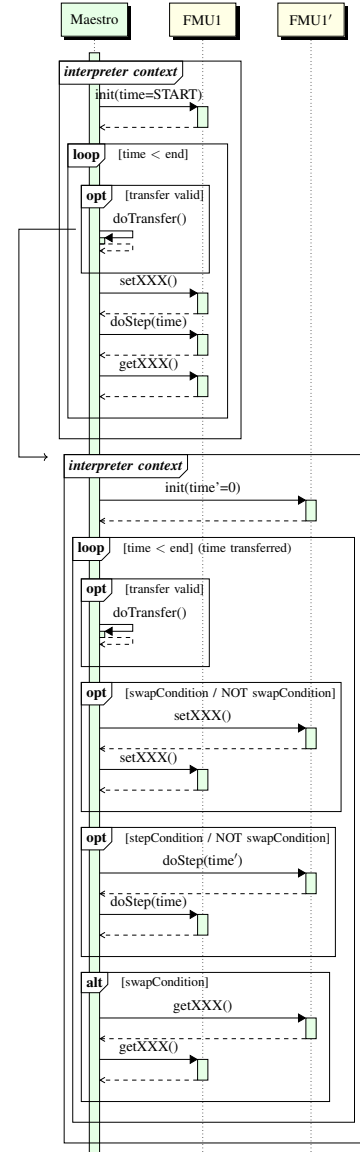 Maestro FMU1 FMU1′
interpreter context
init(time=START)
loop [time < end]
opt [transfer valid]
doTransfer()
setXXX()
doStep(time)
getXXX()
interpreter context
init(time’=0)
loop [time < end] (time transferred)
opt [transfer valid]
doTransfer()
opt [swapCondition / NOT swapCondition]
setXXX()
setXXX()
opt [stepCondition / NOT swapCondition]
doStep(time′)
doStep(time)
alt [swapCondition]
getXXX()
getXXX()